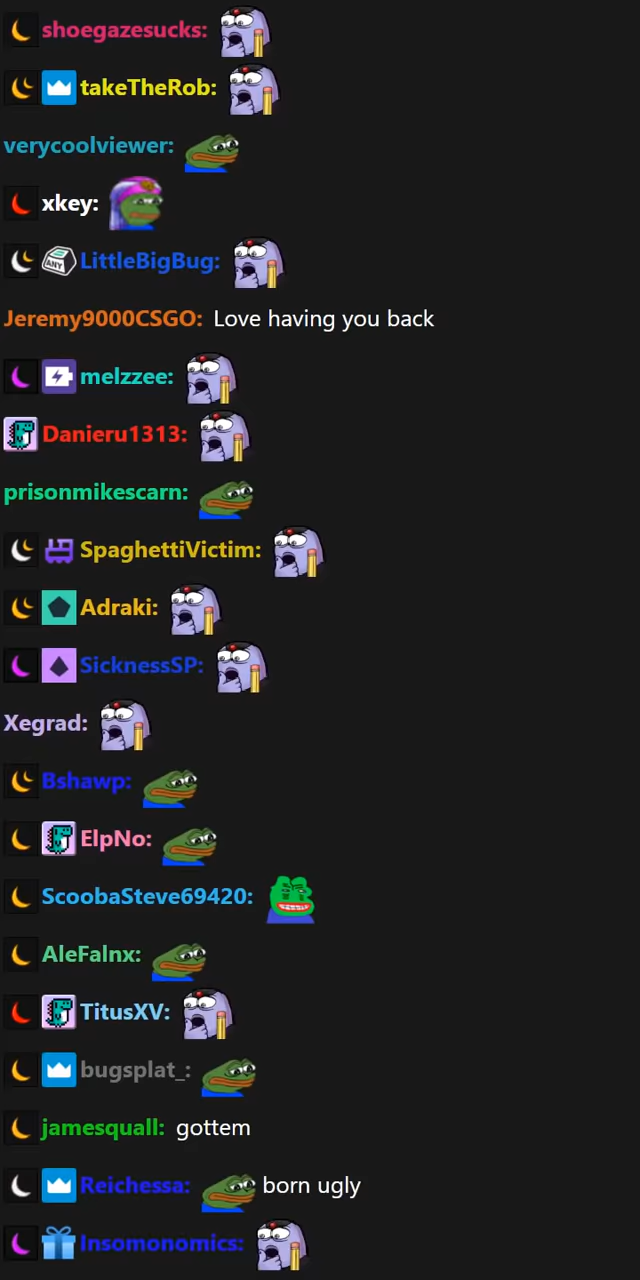 shoegazesucks:
takeTheRob:
verycoolviewer:
xkey:
ANY LittleBigBug:
Jeremy9000CSGO: Love having you back
melzzee:
Danieru1313:
prisonmikescarn:
SpaghettiVictim:
Adraki:
SicknessSP:
Xegrad:
Bshawp:
ElpNo:
ScoobaSteve69420:
AleFalnx:
TitusXV:
bugsplat_:
jamesquall: gottem
Reichessa: born ugly
Insomonomics: